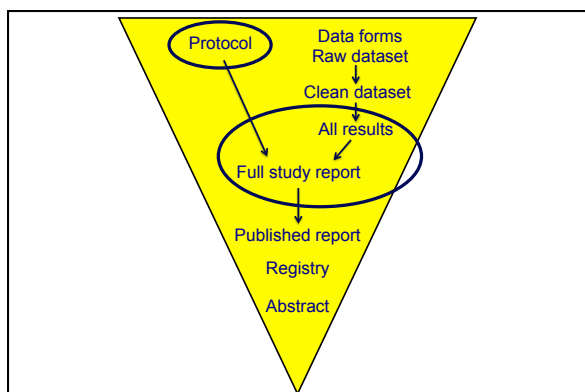 Protocol
Data forms
Raw dataset
Clean dataset
All results
Full study report
Published report
Registry
Abstract